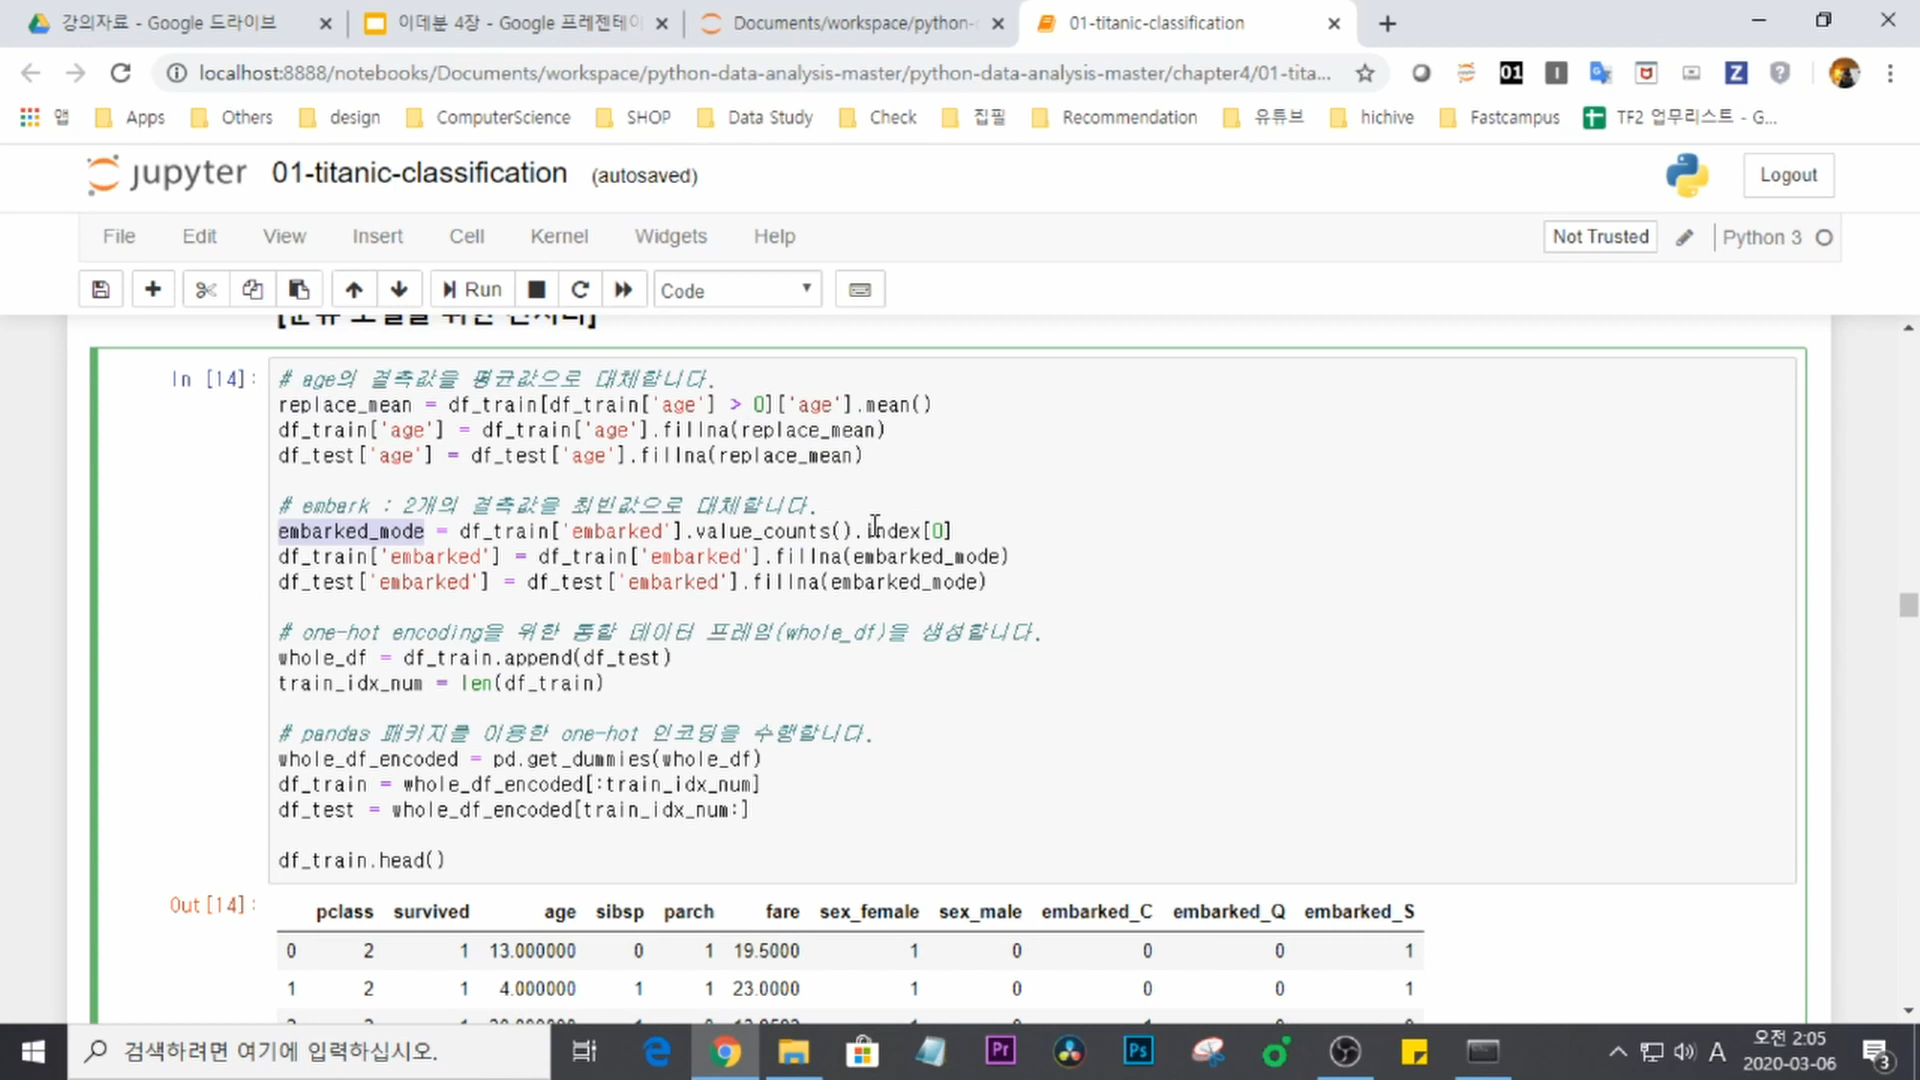 강의자료 - Google 드라이브
이데분 4장 - Google 프레젠테이
Documents/workspace/python-
01-titanic-classification
localhost:8888/notebooks/Documents/workspace/python-data-analysis-master/python-data-analysis-master/chapter4/01-tita...
앱 Apps Others design ComputerScience SHOP Data Study Check 집필 Recommendation 유튜브 hichive Fastcampus TF2 업무리스트 - G...
jupyter 01-titanic-classification (autosaved) Logout
File Edit View Insert Cell Kernel Widgets Help Not Trusted Python 3
Run Code
In [14]:
# age의 결측값을 평균값으로 대체합니다.
replace_mean = df_train[df_train['age'] > 0]['age'].mean()
df_train['age'] = df_train['age'].fillna(replace_mean)
df_test['age'] = df_test['age'].fillna(replace_mean)
# embark : 2개의 결측값을 최빈값으로 대체합니다.
embarked_mode = df_train['embarked'].value_counts().index[0]
df_train['embarked'] = df_train['embarked'].fillna(embarked_mode)
df_test['embarked'] = df_test['embarked'].fillna(embarked_mode)
# one-hot encoding을 위한 통합 데이터 프레임(whole_df)을 생성합니다.
whole_df = df_train.append(df_test)
train_idx_num = len(df_train)
# pandas 패키지를 이용한 one-hot 인코딩을 수행합니다.
whole_df_encoded = pd.get_dummies(whole_df)
df_train = whole_df_encoded[:train_idx_num]
df_test = whole_df_encoded[train_idx_num:]
df_train.head()
Out[14]:
pclass survived age sibsp parch fare sex_female sex_male embarked_C embarked_Q embarked_S
0 2 1 13.000000 0 1 19.5000 1 0 0 0 1
1 2 1 4.000000 1 1 23.0000 1 0 0 0 1
검색하려면 여기에 입력하십시오.
Pr
Ps
A
오전 2:05
2020-03-06
3